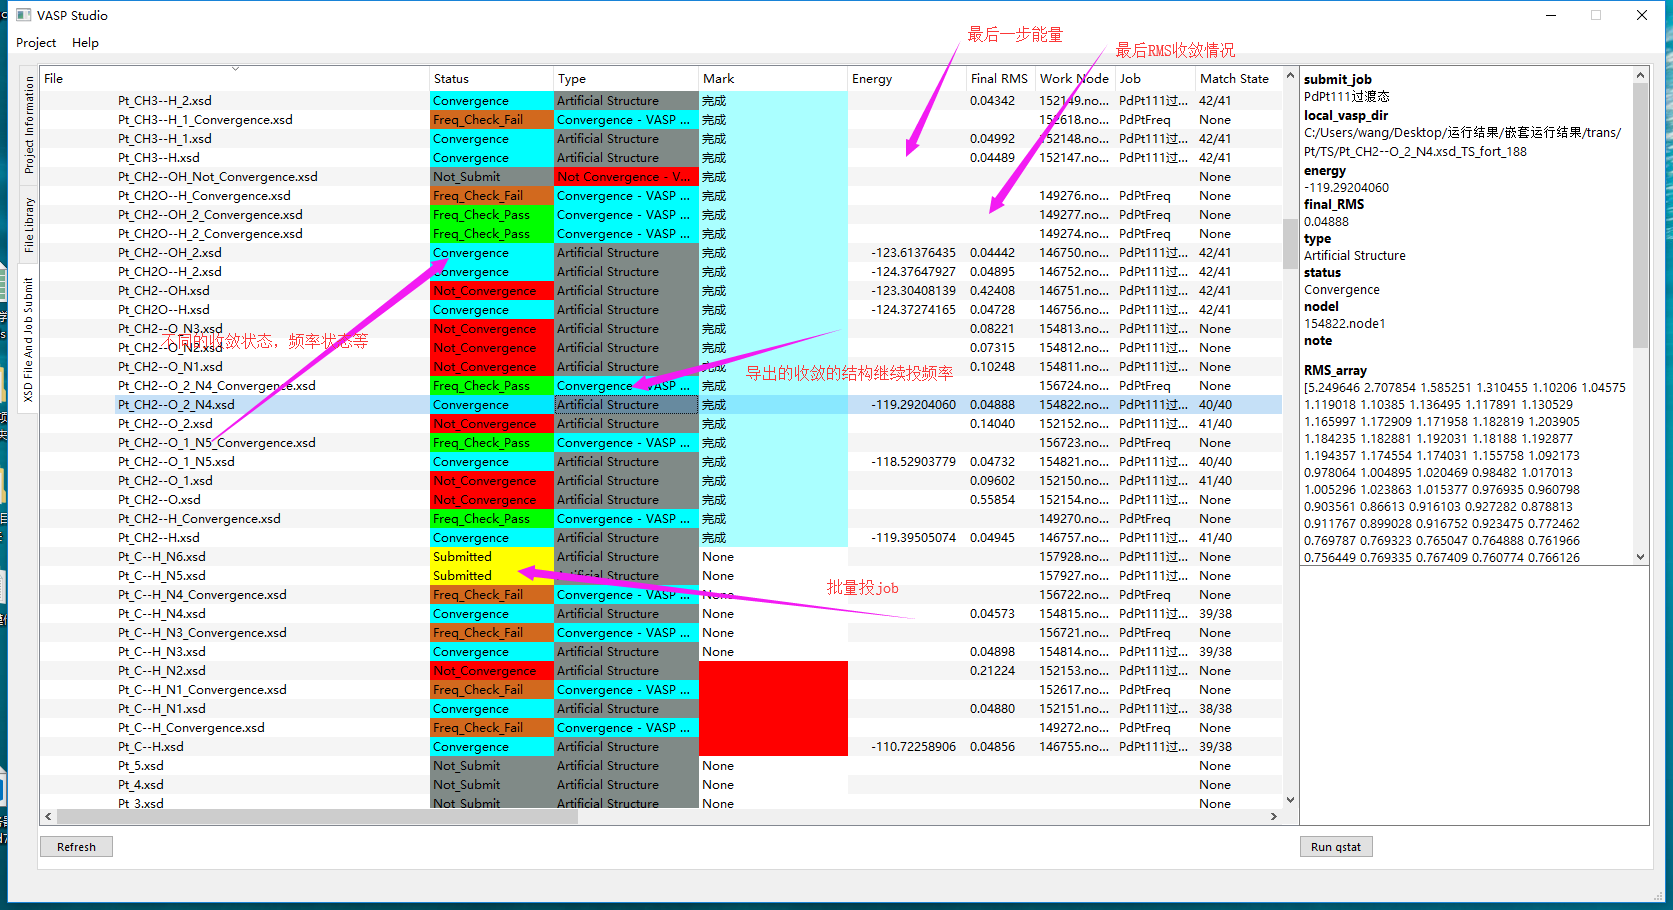 VASP Studio
Project Help
Project Information
File Library
XSD File And Job Submit
File Status Type Mark Energy Final RMS Work Node Job Match State
Pt_CH3--H_2.xsd Convergence Artificial Structure 完成 0.04342 152149.no... PdPt111过... 42/41
Pt_CH3--H_1_Convergence.xsd Freq_Check_Fail Convergence - VASP ... 完成 152618.no... PdPtFreq None
Pt_CH3--H_1.xsd Convergence Artificial Structure 完成 0.04992 152148.no... PdPt111过... 42/41
Pt_CH3--H.xsd Convergence Artificial Structure 完成 0.04489 152147.no... PdPt111过... 42/41
Pt_CH2--OH_Not_Convergence.xsd Not_Submit Not Convergence - V... 完成 None
Pt_CH2O--H_Convergence.xsd Freq_Check_Fail Convergence - VASP ... 完成 149276.no... PdPtFreq None
Pt_CH2--OH_2_Convergence.xsd Freq_Check_Pass Convergence - VASP ... 完成 149277.no... PdPtFreq None
Pt_CH2O--H_2_Convergence.xsd Freq_Check_Pass Convergence - VASP ... 完成 149274.no... PdPtFreq None
Pt_CH2--OH_2.xsd Convergence Artificial Structure 完成 -123.61376435 0.04442 146750.no... PdPt111过... 42/41
Pt_CH2O--H_2.xsd Convergence Artificial Structure 完成 -124.37647927 0.04895 146752.no... PdPt111过... 42/41
Pt_CH2--OH.xsd Not_Convergence Artificial Structure 完成 -123.30408139 0.42408 146751.no... PdPt111过... 42/41
Pt_CH2O--H.xsd Convergence Artificial Structure 完成 -124.37274165 0.04728 146756.no... PdPt111过... 42/41
Pt_CH2--O_N3.xsd Not_Convergence Artificial Structure 完成 0.08221 154813.no... PdPt111过... None
Pt_CH2--O_N2.xsd Not_Convergence Artificial Structure 完成 0.07315 154812.no... PdPt111过... None
Pt_CH2--O_N1.xsd Not_Convergence Artificial Structure 完成 0.10248 154811.no... PdPt111过... None
Pt_CH2--O_2_N4_Convergence.xsd Freq_Check_Pass Convergence - VASP ... 完成 156724.no... PdPtFreq None
Pt_CH2--O_2_N4.xsd Convergence Artificial Structure 完成 -119.29204060 0.04888 154822.no... PdPt111过... 40/40
Pt_CH2--O_2.xsd Not_Convergence Artificial Structure 完成 0.14040 152152.no... PdPt111过... 41/40
Pt_CH2--O_1_N5_Convergence.xsd Freq_Check_Pass Convergence - VASP ... 完成 156723.no... PdPtFreq None
Pt_CH2--O_1_N5.xsd Convergence Artificial Structure 完成 -118.52903779 0.04732 154821.no... PdPt111过... 40/40
Pt_CH2--O_1.xsd Not_Convergence Artificial Structure 完成 0.09602 152150.no... PdPt111过... 41/40
Pt_CH2--O.xsd Not_Convergence Artificial Structure 完成 0.55854 152154.no... PdPt111过... None
Pt_CH2--H_Convergence.xsd Freq_Check_Pass Convergence - VASP ... 完成 149270.no... PdPtFreq None
Pt_CH2--H.xsd Convergence Artificial Structure 完成 -119.39505074 0.04945 146757.no... PdPt111过... 41/40
Pt_C--H_N6.xsd Submitted Artificial Structure None 157928.no... PdPt111过... None
Pt_C--H_N5.xsd Submitted Artificial Structure None 157927.no... PdPt111过... None
Pt_C--H_N4_Convergence.xsd Freq_Check_Fail Convergence - VASP ... None 156722.no... PdPtFreq None
Pt_C--H_N4.xsd Convergence Artificial Structure None 0.04573 154815.no... PdPt111过... 39/38
Pt_C--H_N3_Convergence.xsd Freq_Check_Fail Convergence - VASP ... None 156721.no... PdPtFreq None
Pt_C--H_N3.xsd Convergence Artificial Structure None 0.04898 154814.no... PdPt111过... 39/38
Pt_C--H_N2.xsd Not_Convergence Artificial Structure 0.21224 152153.no... PdPt111过... None
Pt_C--H_N1_Convergence.xsd Freq_Check_Fail Convergence - VASP ... 152617.no... PdPtFreq None
Pt_C--H_N1.xsd Convergence Artificial Structure 0.04880 152151.no... PdPt111过... 38/38
Pt_C--H_Convergence.xsd Freq_Check_Fail Convergence - VASP ... 149272.no... PdPtFreq None
Pt_C--H.xsd Convergence Artificial Structure -110.72258906 0.04856 146755.no... PdPt111过... 39/38
Pt_5.xsd Not_Submit Artificial Structure None None
Pt_4.xsd Not_Submit Artificial Structure None None
Pt_3.xsd Not_Submit Artificial Structure None None
最后一步能量
最后RMS收敛情况
不同的收敛状态，频率状态等
导出的收敛的结构继续投频率
批量投job
submit_job
PdPt111过渡态
local_vasp_dir
C:/Users/wang/Desktop/运行结果/嵌套运行结果/trans/
Pt/TS/Pt_CH2--O_2_N4.xsd_TS_fort_188
energy
-119.29204060
final_RMS
0.04888
type
Artificial Structure
status
Convergence
nodel
154822.node1
note
RMS_array
[5.249646 2.707854 1.585251 1.310455 1.10206 1.04575
1.119018 1.10385 1.136495 1.117891 1.130529
1.165997 1.172909 1.171958 1.182819 1.203905
1.184235 1.182881 1.192031 1.18188 1.192877
1.194357 1.174554 1.174031 1.155758 1.092173
0.978064 1.004895 1.020469 0.98482 1.017013
1.005296 1.023863 1.015377 0.976935 0.960798
0.903561 0.86613 0.916103 0.927282 0.878813
0.911767 0.899028 0.916752 0.923475 0.772462
0.769787 0.769323 0.765047 0.764888 0.761966
0.756449 0.769335 0.767409 0.760774 0.766126
Refresh
Run qstat